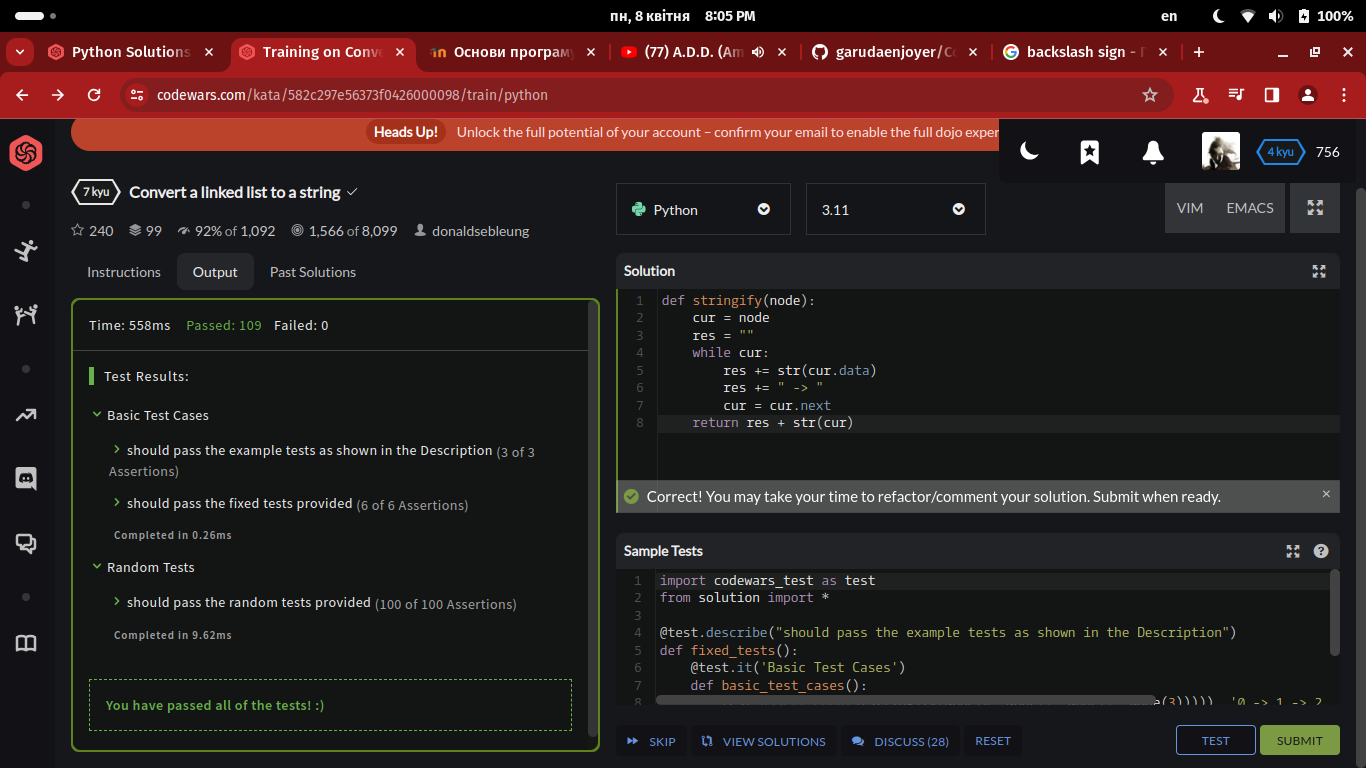 пн, 8 квітня 8:05 PM
en
100%
Python Solutions
Training on Conve
Основи програм
(77) A.D.D. (Am
garudaenjoyer/Co
backslash sign -
codewars.com/kata/582c297e56373f0426000098/train/python
Heads Up! Unlock the full potential of your account – confirm your email to enable the full dojo exper
4 kyu 756
7 kyu Convert a linked list to a string
240 99 92% of 1,092 1,566 of 8,099 donaldsebleung
Instructions Output Past Solutions
Time: 558ms Passed: 109 Failed: 0
Test Results:
Basic Test Cases
should pass the example tests as shown in the Description (3 of 3
Assertions)
should pass the fixed tests provided (6 of 6 Assertions)
Completed in 0.26ms
Random Tests
should pass the random tests provided (100 of 100 Assertions)
Completed in 9.62ms
You have passed all of the tests! :)
Python
3.11
VIM EMACS
Solution
1 def stringify(node):
2 cur = node
3 res = ""
4 while cur:
5 res += str(cur.data)
6 res += " -> "
7 cur = cur.next
8 return res + str(cur)
Correct! You may take your time to refactor/comment your solution. Submit when ready.
Sample Tests
1 import codewars_test as test
2 from solution import *
3
4 @test.describe("should pass the example tests as shown in the Description")
5 def fixed_tests():
6 @test.it('Basic Test Cases')
7 def basic_test_cases():
8 e(3))))), '0 -> 1 -> 2
SKIP VIEW SOLUTIONS DISCUSS (28) RESET TEST SUBMIT